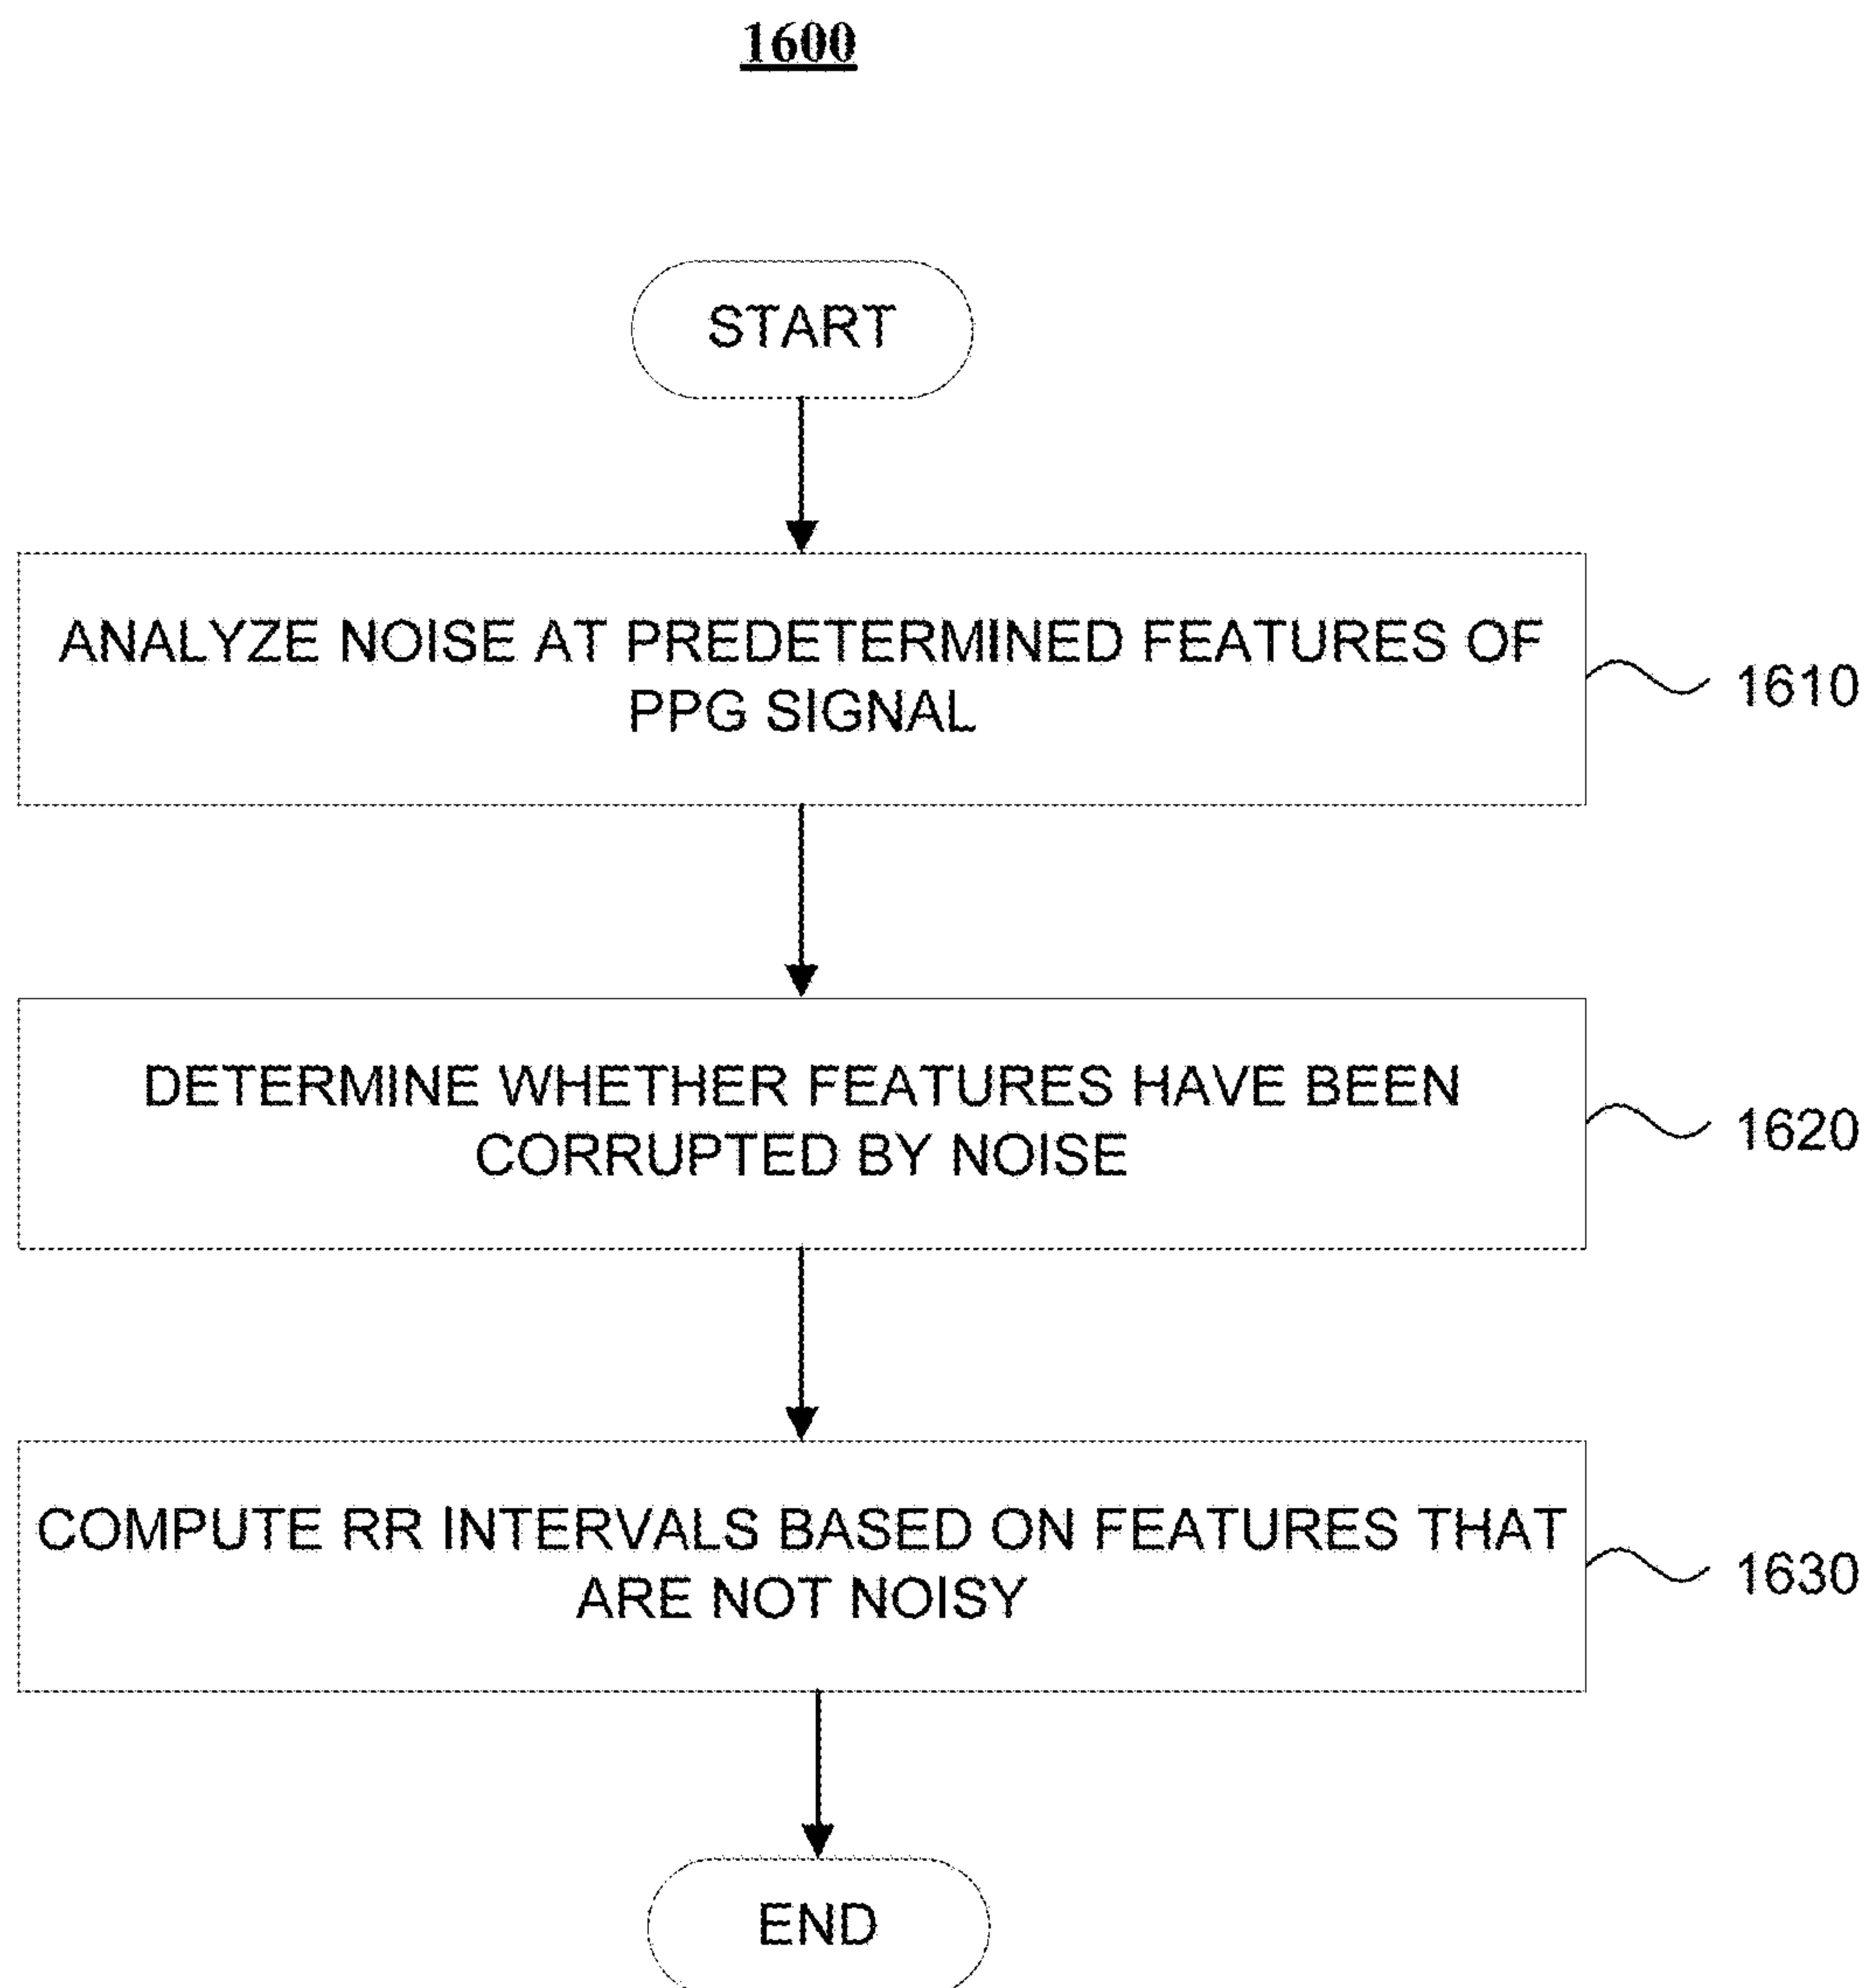 1600
START
ANALYZE NOISE AT PREDETERMINED FEATURES OF
PPG SIGNAL
1610
DETERMINE WHETHER FEATURES HAVE BEEN
CORRUPTED BY NOISE
1620
COMPUTE RR INTERVALS BASED ON FEATURES THAT
ARE NOT NOISY
1630
END